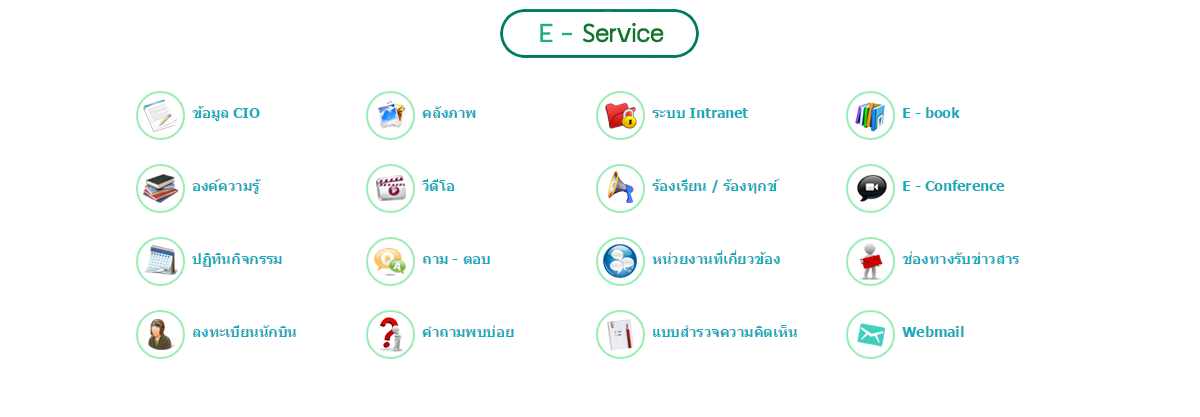 E - Service
ข้อมูล CIO
คลังภาพ
ระบบ Intranet
E - book
องค์ความรู้
วีดีโอ
ร้องเรียน / ร้องทุกข์
E - Conference
ปฏิทินกิจกรรม
ถาม - ตอบ
หน่วยงานที่เกี่ยวข้อง
ช่องทางรับข่าวสาร
ลงทะเบียนนักบิน
คำถามพบบ่อย
แบบสำรวจความคิดเห็น
Webmail